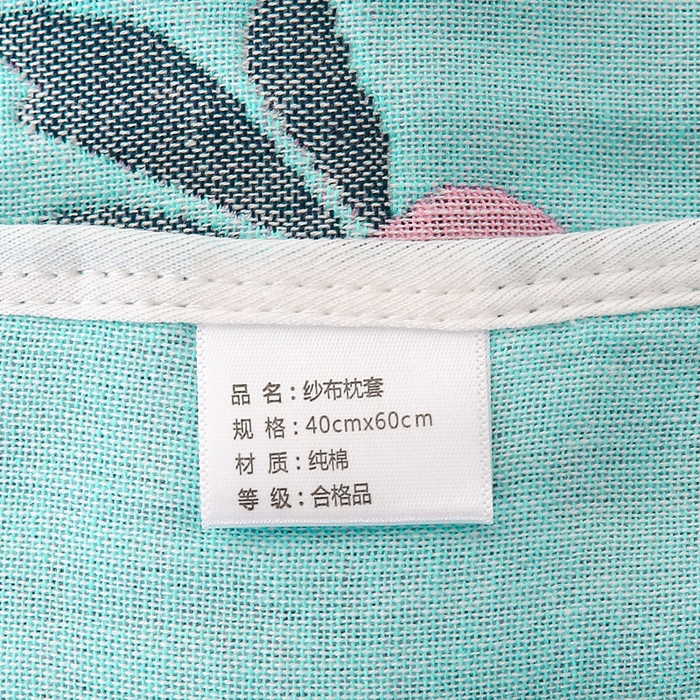 品 名：纱布枕套
规 格：40cmx60cm
材 质：纯棉
等 级：合格品